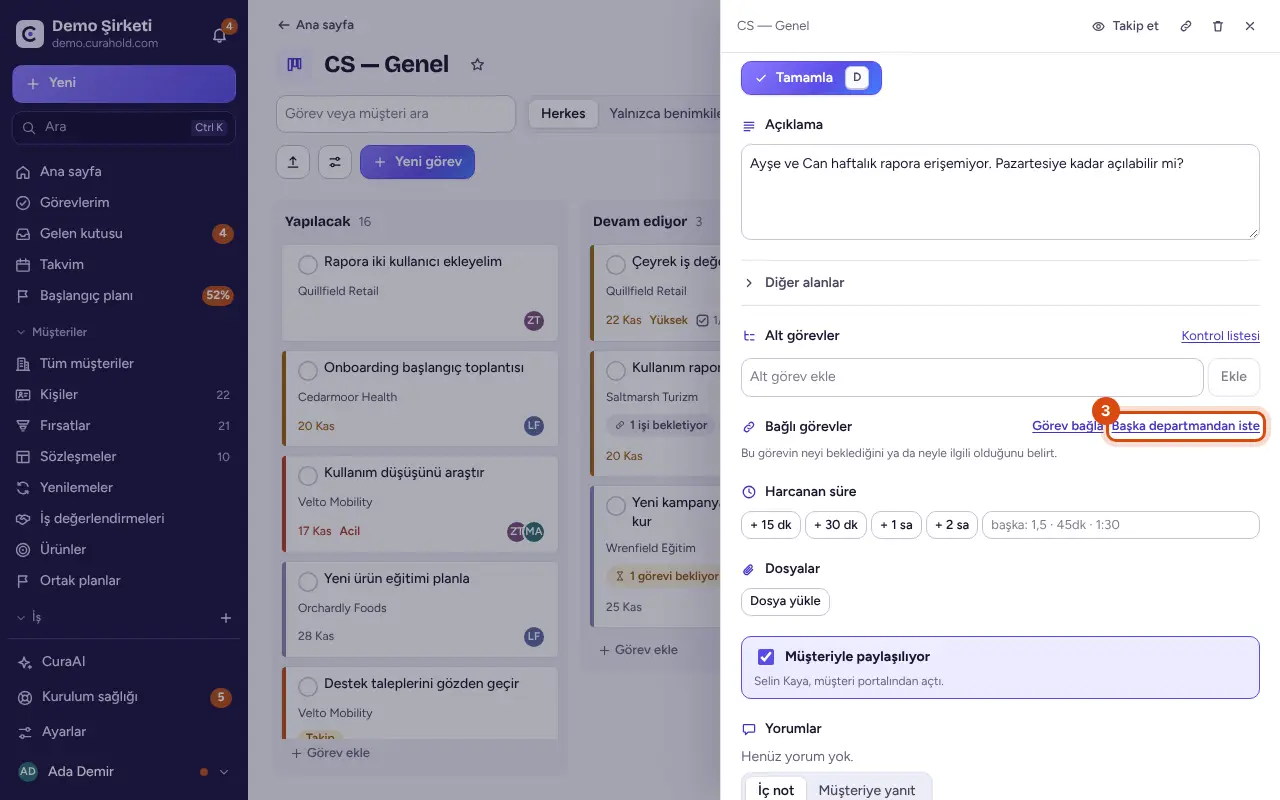 Demo Şirketi
demo.curahold.com
4
+ Yeni
Ara
Ctrl K
Ana sayfa
Görevlerim
Gelen kutusu
4
Takvim
Başlangıç planı
52%
Müşteriler
Tüm müşteriler
Kişiler
22
Fırsatlar
21
Sözleşmeler
10
Yenilemeler
İş değerlendirmeleri
Ürünler
Ortak planlar
İş
+
CuraAI
Kurulum sağlığı
5
Ayarlar
AD
Ada Demir
← Ana sayfa
CS — Genel
Görev veya müşteri ara
Herkes
Yalnızca benimkile
+ Yeni görev
Yapılacak 16
Rapora iki kullanıcı ekleyelim
Quillfield Retail
ZT
Onboarding başlangıç toplantısı
Cedarmoor Health
20 Kas
LF
Kullanım düşüşünü araştır
Velto Mobility
17 Kas Acil
ZT
MA
Yeni ürün eğitimi planla
Orchardly Foods
28 Kas
LF
Destek taleplerini gözden geçir
Velto Mobility
Takip
+ Görev ekle
Devam ediyor 3
Çeyrek iş değe
Quillfield Retail
22 Kas Yüksek
1/
Kullanım rapor
Saltmarsh Turizm
1 işi bekletiyor
20 Kas
Yeni kampanya
kur
Wrenfield Eğitim
1 görevi bekliyor
25 Kas
+ Görev ekle
CS — Genel
Takip et
Tamamla
D
Açıklama
Ayşe ve Can haftalık rapora erişemiyor. Pazartesiye kadar açılabilir mi?
Diğer alanlar
Alt görevler
Kontrol listesi
Alt görev ekle
Ekle
3
Bağlı görevler
Görev bağla
Başka departmandan iste
Bu görevin neyi beklediğini ya da neyle ilgili olduğunu belirt.
Harcanan süre
+ 15 dk
+ 30 dk
+ 1 sa
+ 2 sa
başka: 1,5 · 45dk · 1:30
Dosyalar
Dosya yükle
Müşteriyle paylaşılıyor
Selin Kaya, müşteri portalından açtı.
Yorumlar
Henüz yorum yok.
İç not
Müşteriye yanıt